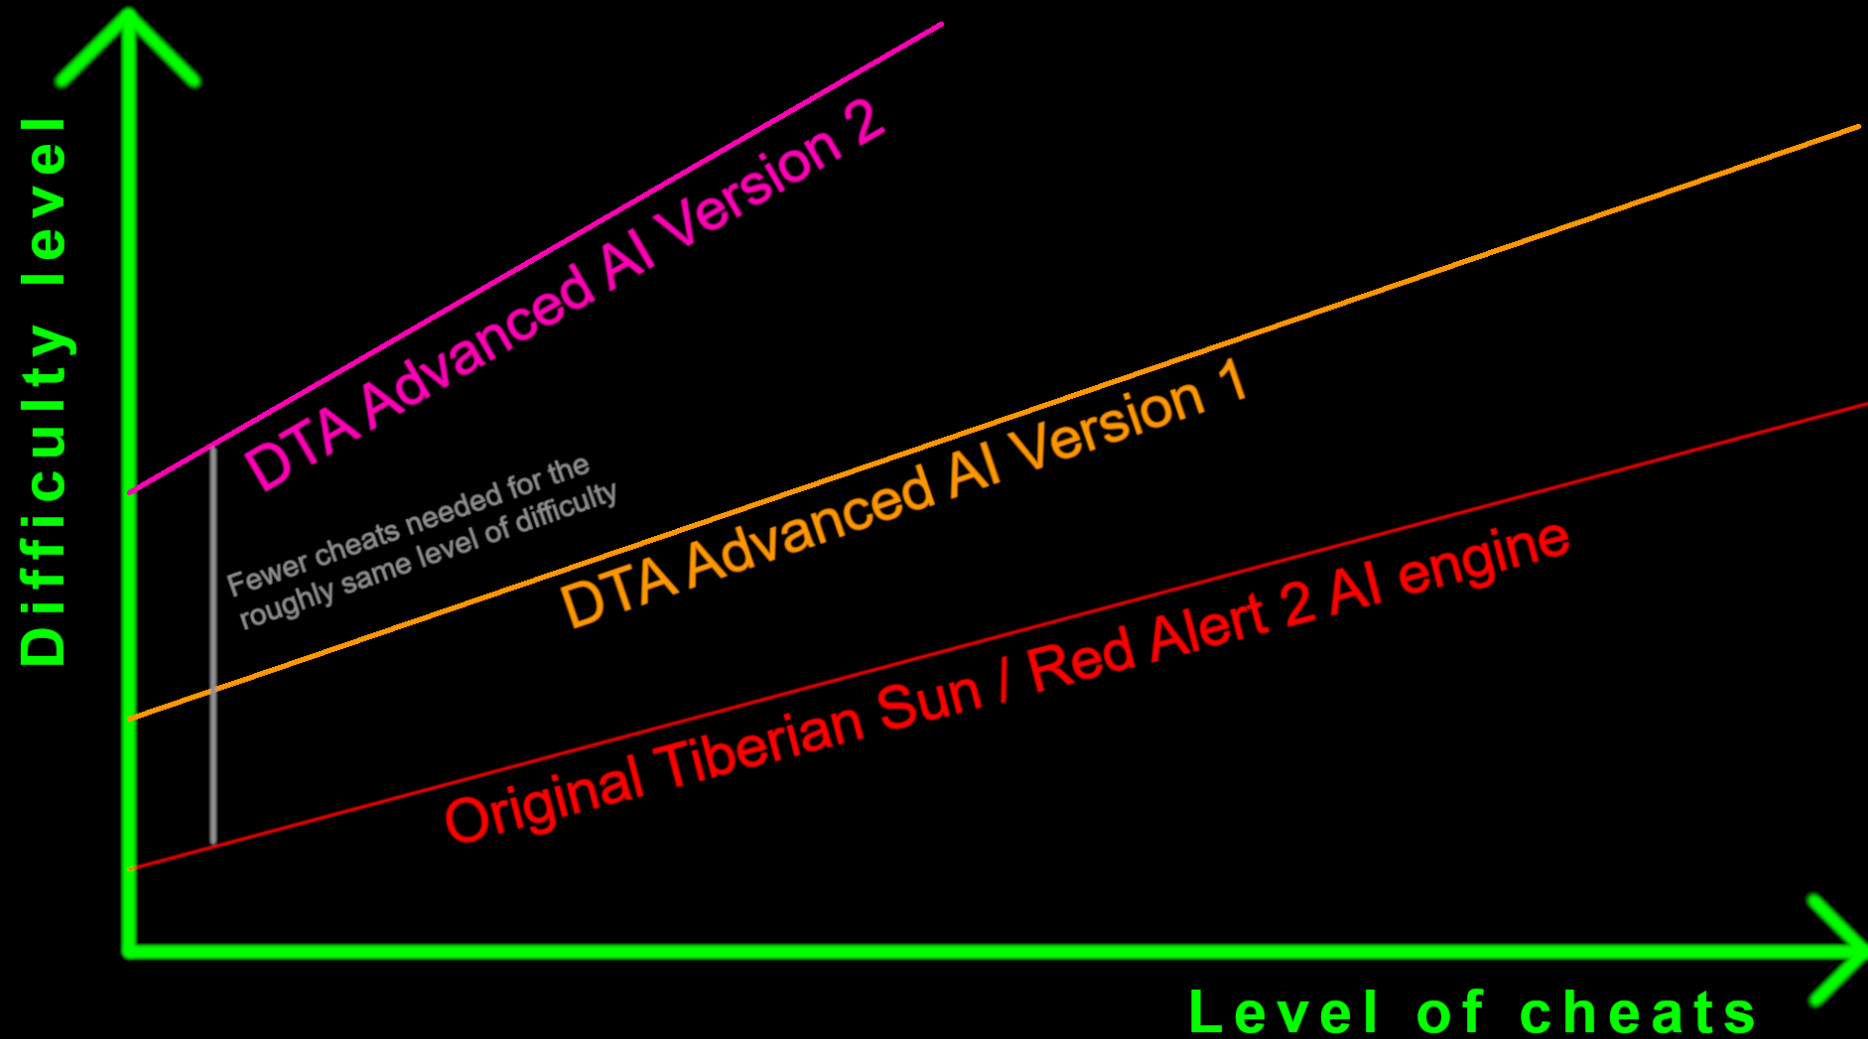 Difficulty level
DTA Advanced AI Version 2
Fewer cheats needed for the
roughly same level of difficulty
DTA Advanced AI Version 1
Original Tiberian Sun / Red Alert 2 AI engine
Level of cheats